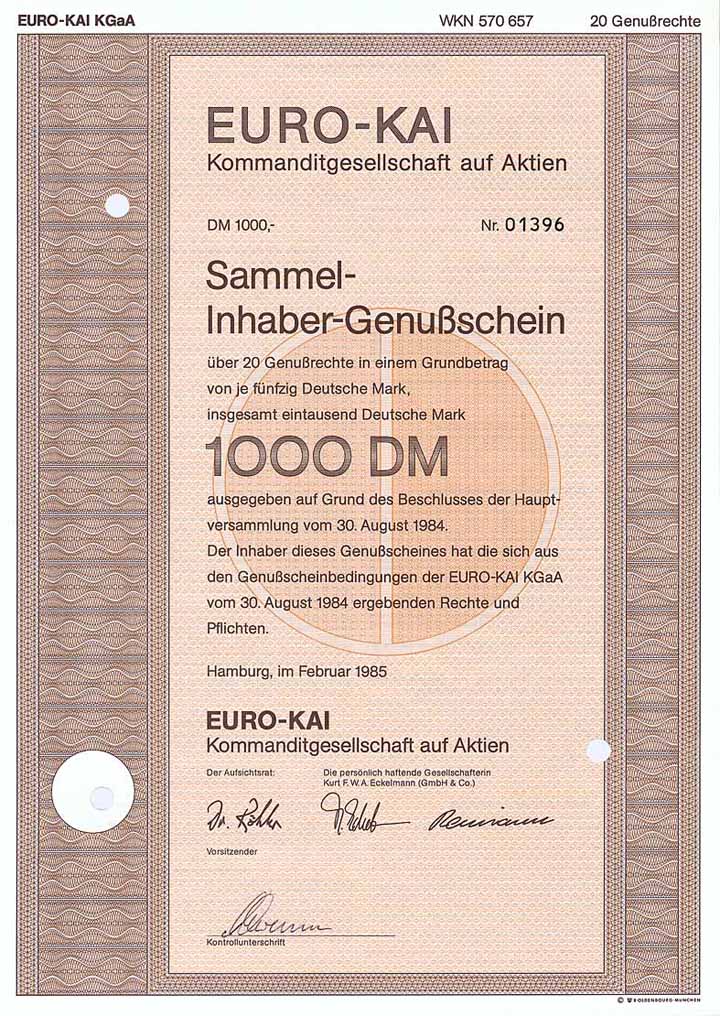 EURO-KAI KGaA WKN 570 657 20 Genußrechte
EURO-KAI
Kommanditgesellschaft auf Aktien
DM 1000,- Nr. 01396
Sammel-
Inhaber-Genußschein
über 20 Genußrechte in einem Grundbetrag
von je fünfzig Deutsche Mark,
insgesamt eintausend Deutsche Mark
1000 DM
ausgegeben auf Grund des Beschlusses der Haupt-
versammlung vom 30. August 1984.
Der Inhaber dieses Genußscheines hat die sich aus
den Genußscheinbedingungen der EURO-KAI KGaA
vom 30. August 1984 ergebenden Rechte und
Pflichten.
Hamburg, im Februar 1985
EURO-KAI
Kommanditgesellschaft auf Aktien
Der Aufsichtsrat: Die persönlich haftende Gesellschafterin
Kurt F. W. A. Eckelmann (GmbH & Co.)
Vorsitzender
Kontrollunterschrift
© R. OLDENBOURG · MÜNCHEN